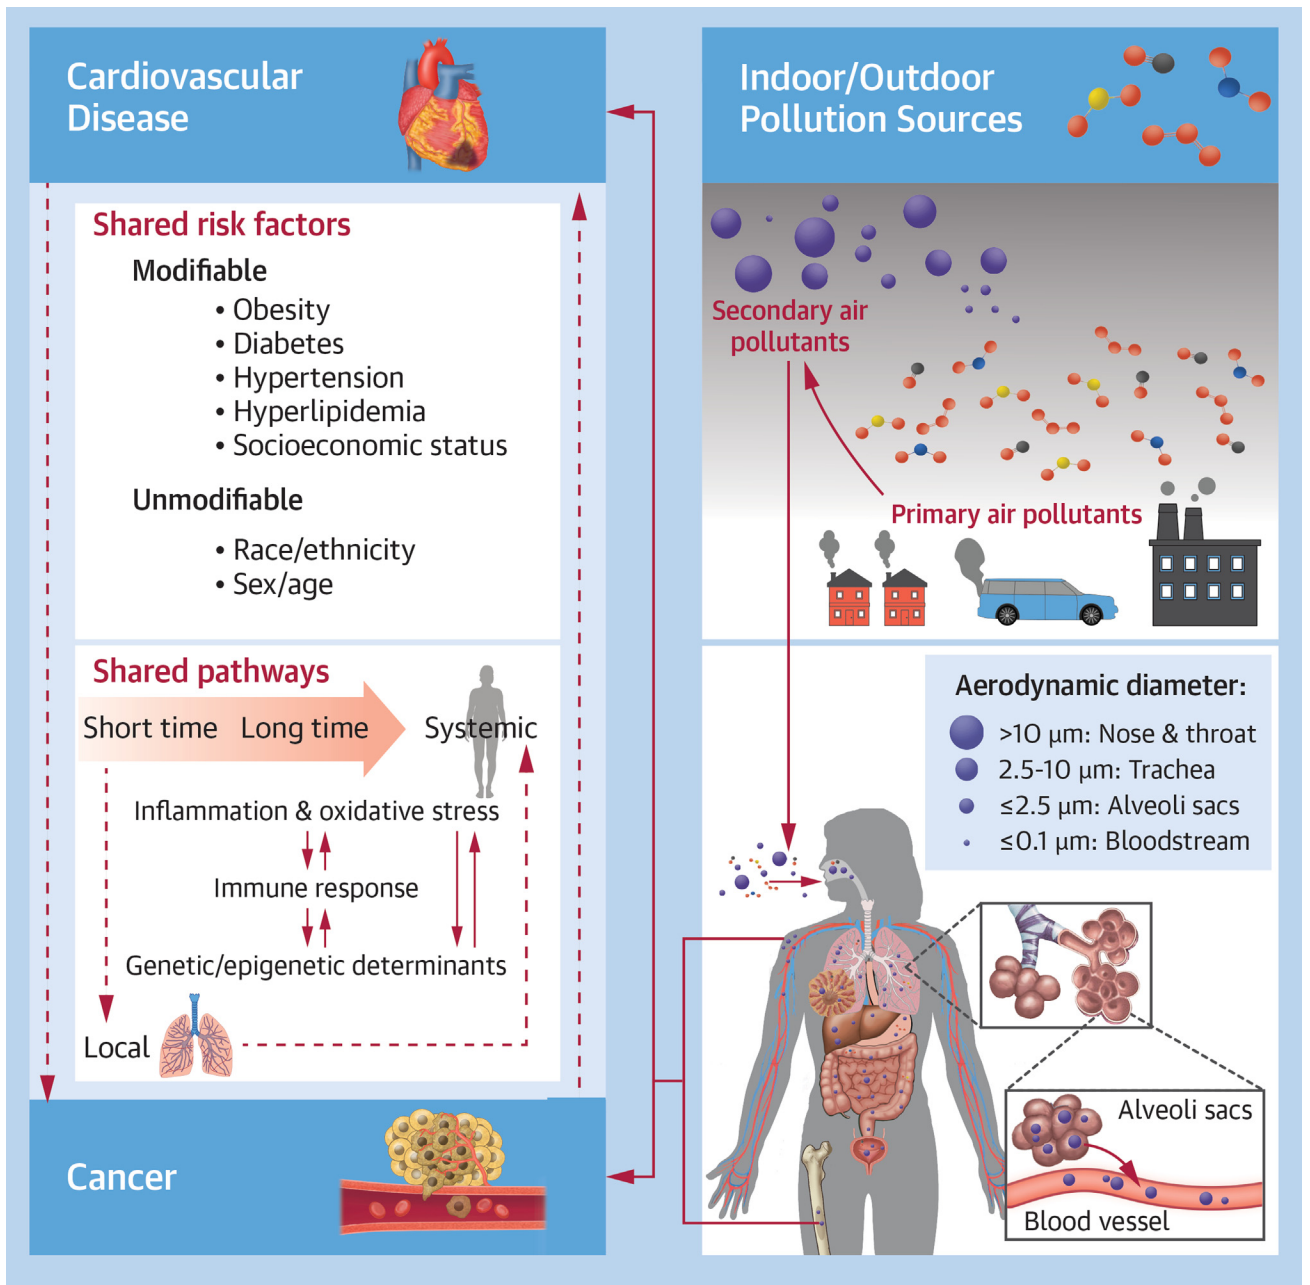 Cardiovascular
Disease
Shared risk factors
Modifiable
• Obesity
• Diabetes
• Hypertension
• Hyperlipidemia
• Socioeconomic status
Unmodifiable
• Race/ethnicity
• Sex/age
Shared pathways
Short time Long time Systemic
Inflammation & oxidative stress
Immune response
Genetic/epigenetic determinants
Local
Cancer
Indoor/Outdoor
Pollution Sources
Secondary air
pollutants
Primary air pollutants
Aerodynamic diameter:
>10 μm: Nose & throat
2.5-10 μm: Trachea
≤2.5 μm: Alveoli sacs
≤0.1 μm: Bloodstream
Alveoli sacs
Blood vessel